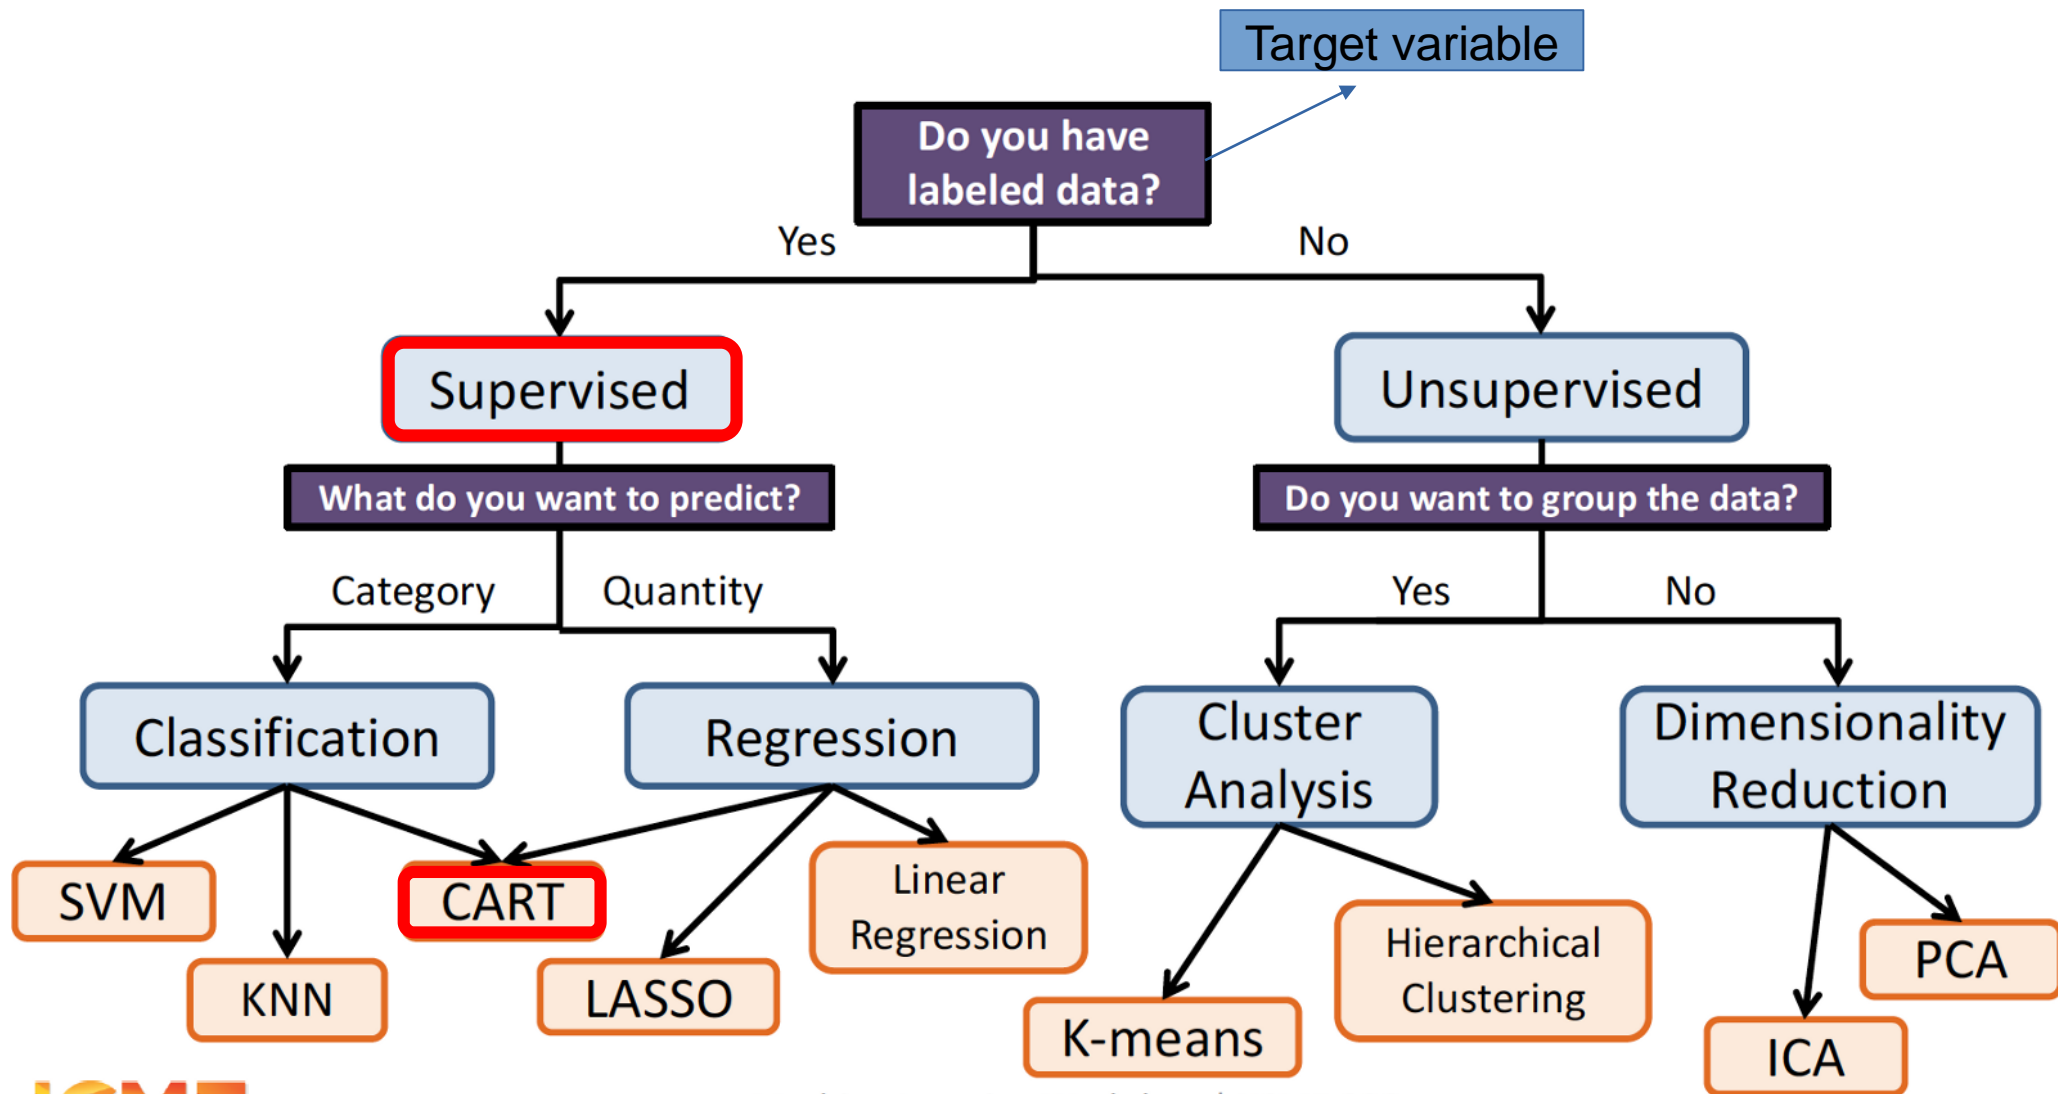 Target variable
Do you have
labeled data?
Yes
No
Supervised
Unsupervised
What do you want to predict?
Do you want to group the data?
Category
Quantity
Yes
No
Classification
Regression
Cluster
Analysis
Dimensionality
Reduction
SVM
CART
Linear
Regression
Hierarchical
Clustering
PCA
KNN
LASSO
K-means
ICA